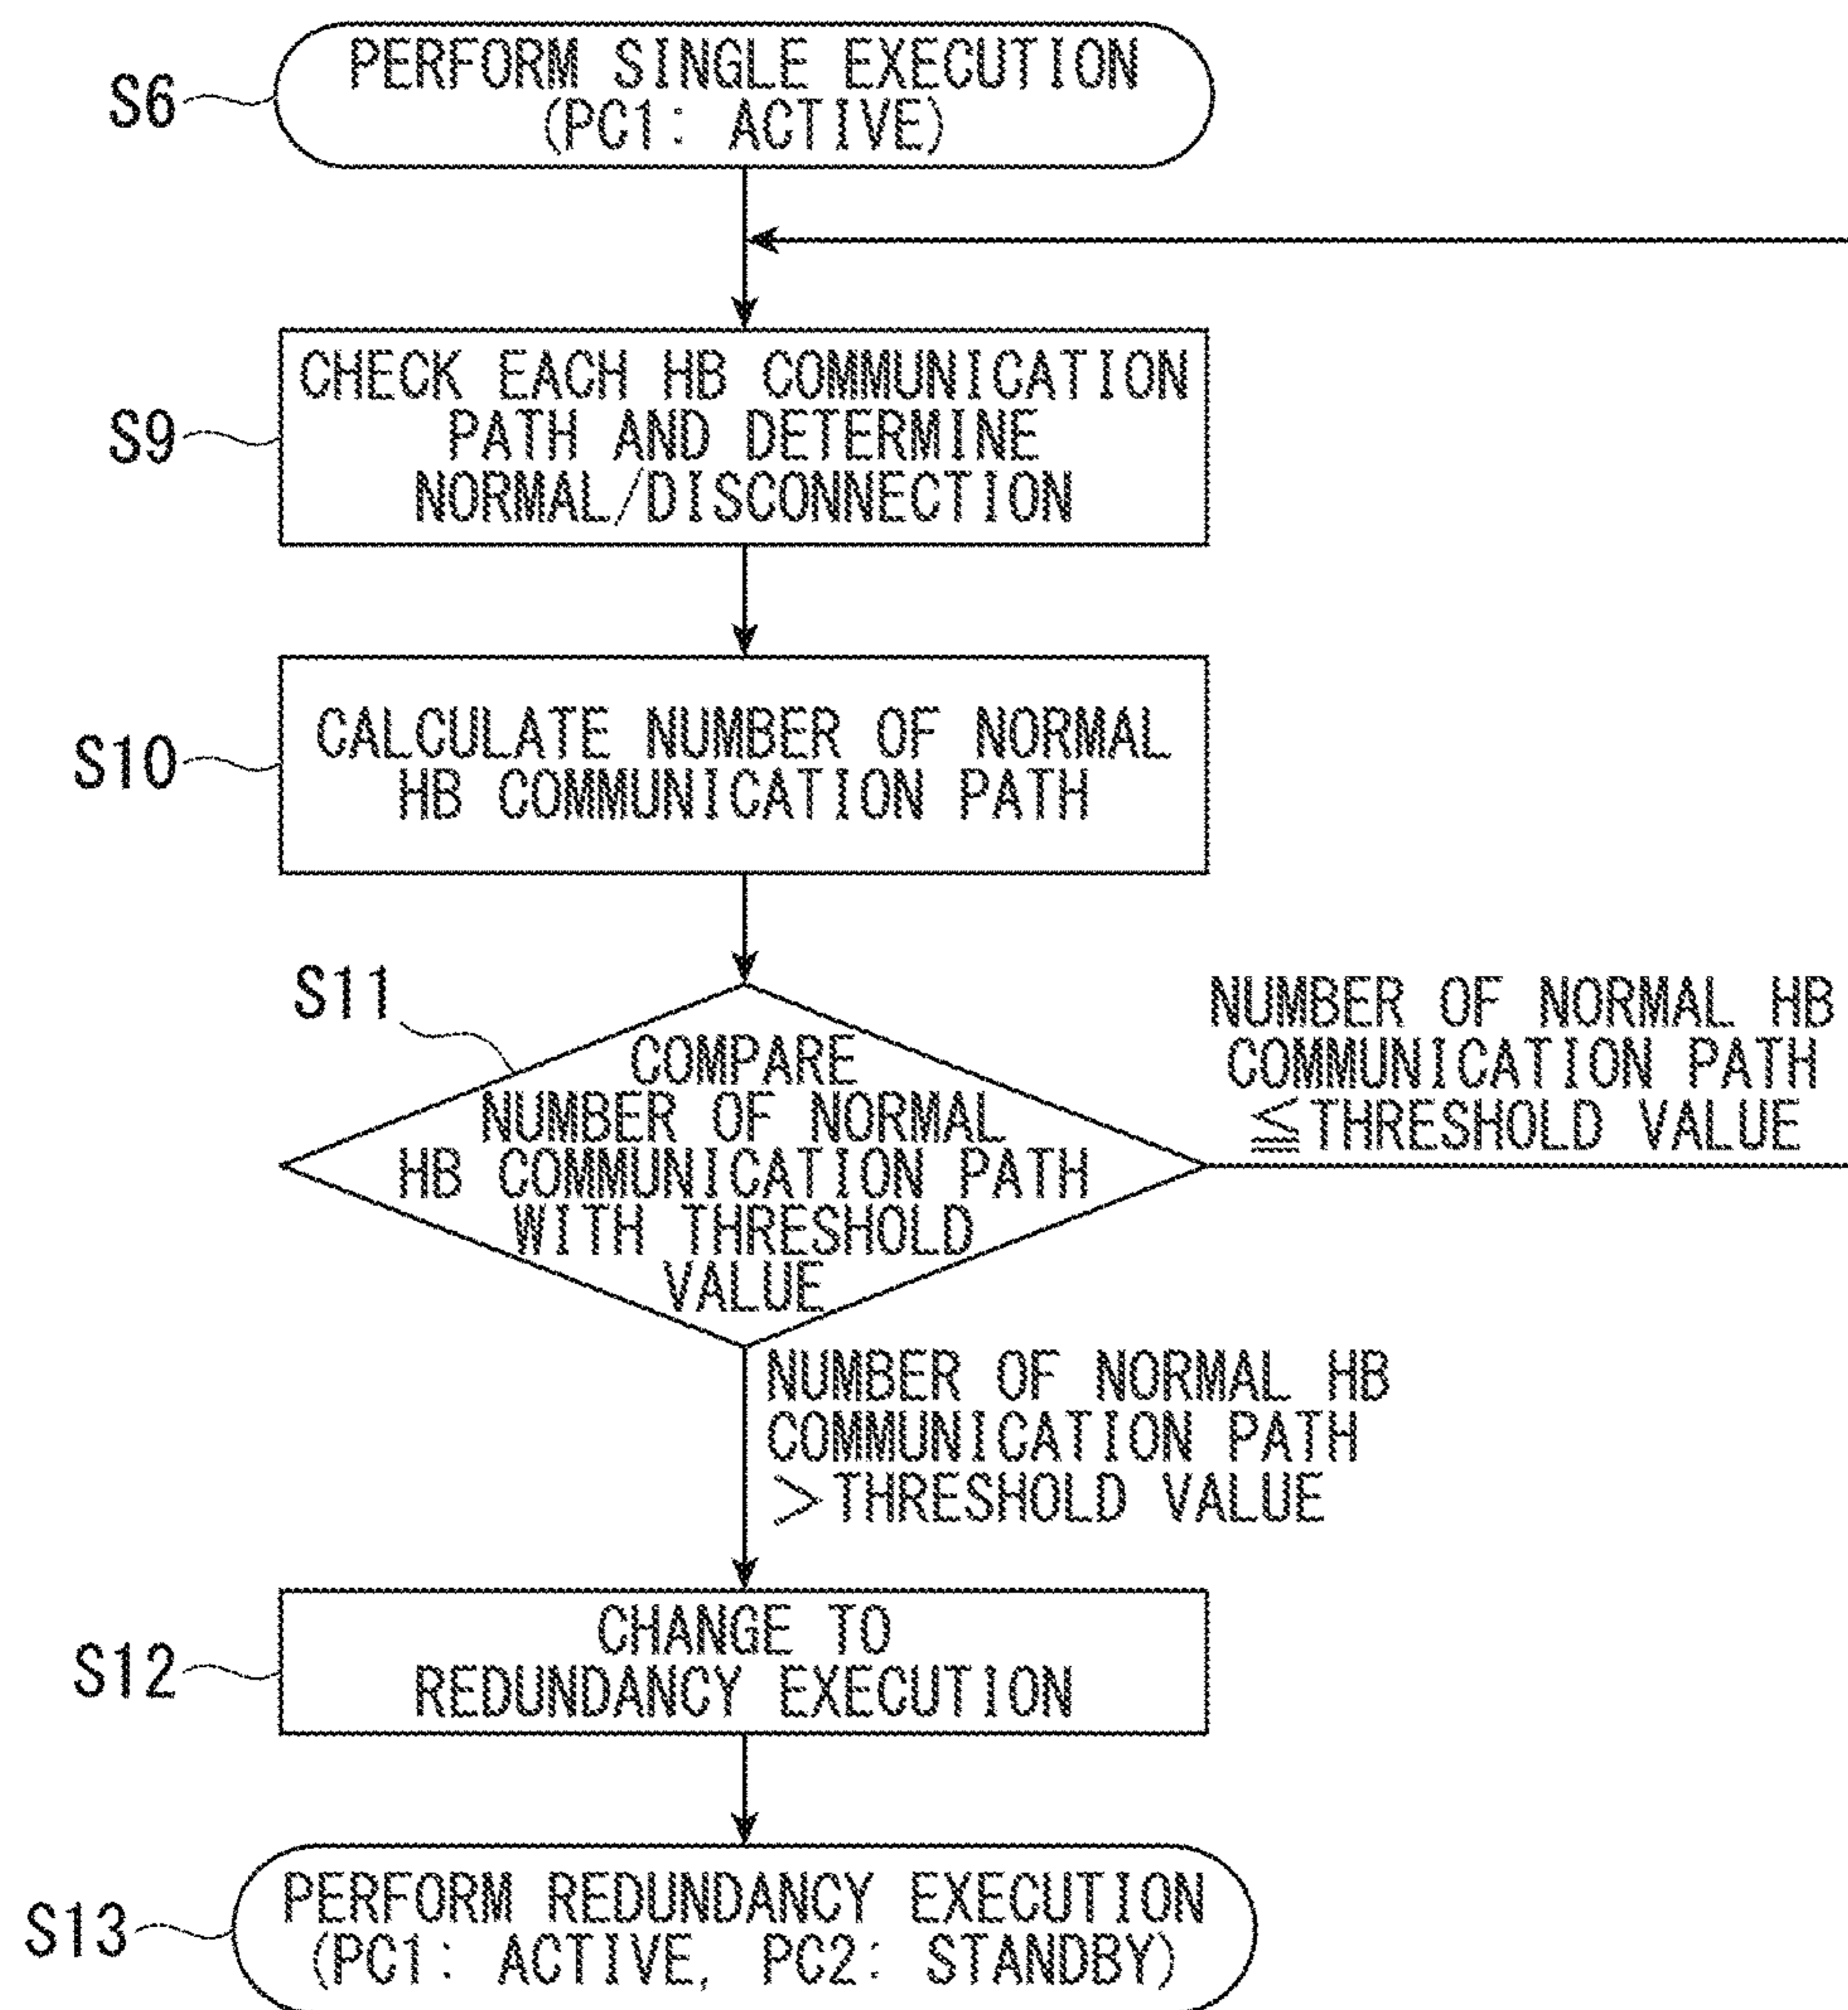 S6
PERFORM SINGLE EXECUTION
(PC1: ACTIVE)
S9
CHECK EACH HB COMMUNICATION
PATH AND DETERMINE
NORMAL/DISCONNECTION
S10
CALCULATE NUMBER OF NORMAL
HB COMMUNICATION PATH
S11
COMPARE
NUMBER OF NORMAL
HB COMMUNICATION PATH
WITH THRESHOLD
VALUE
NUMBER OF NORMAL HB
COMMUNICATION PATH
≦THRESHOLD VALUE
NUMBER OF NORMAL HB
COMMUNICATION PATH
>THRESHOLD VALUE
S12
CHANGE TO
REDUNDANCY EXECUTION
S13
PERFORM REDUNDANCY EXECUTION
(PC1: ACTIVE, PC2: STANDBY)